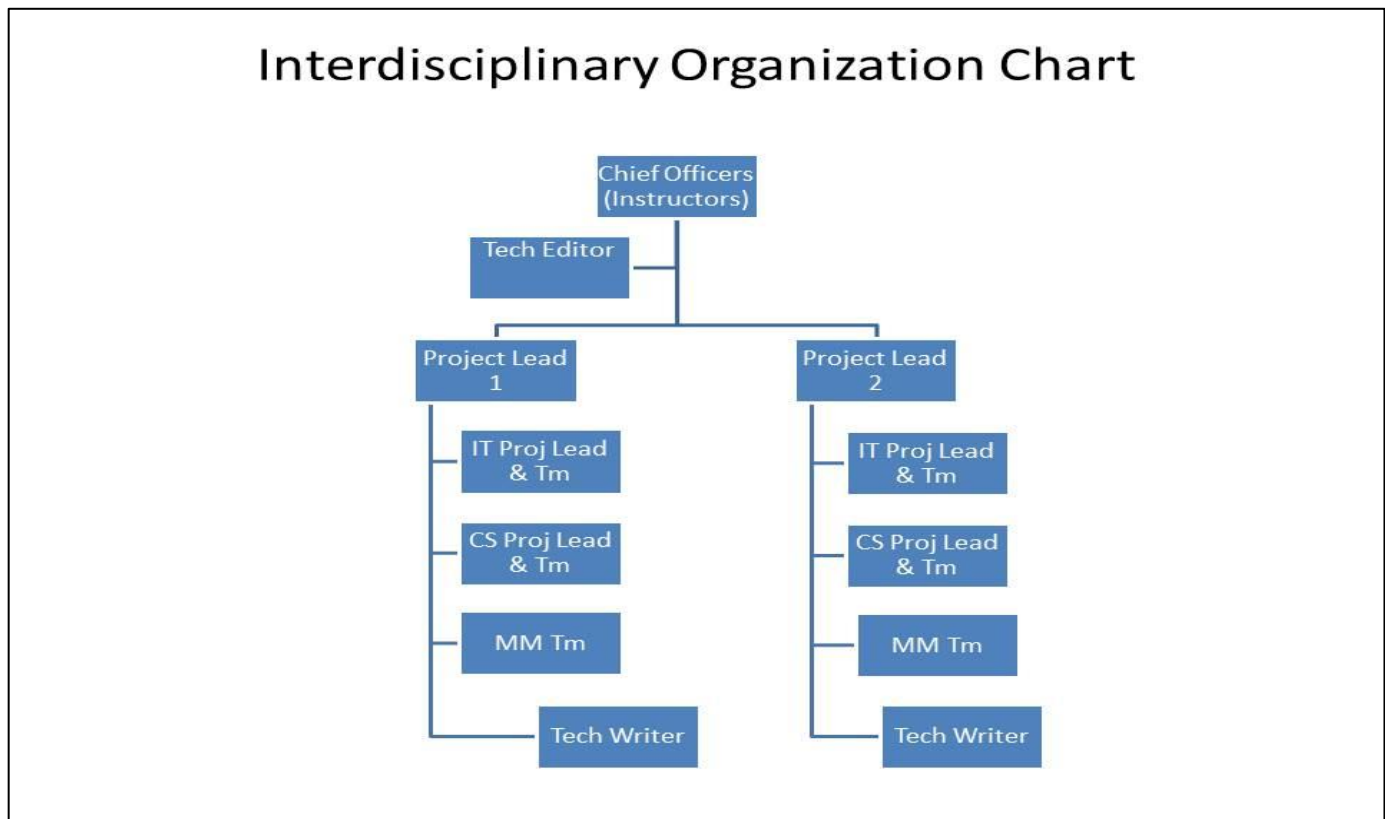 Interdisciplinary Organization Chart
Chief Officers
(Instructors)
Tech Editor
Project Lead
1
Project Lead
2
IT Proj Lead
& Tm
CS Proj Lead
& Tm
MM Tm
Tech Writer
IT Proj Lead
& Tm
CS Proj Lead
& Tm
MM Tm
Tech Writer